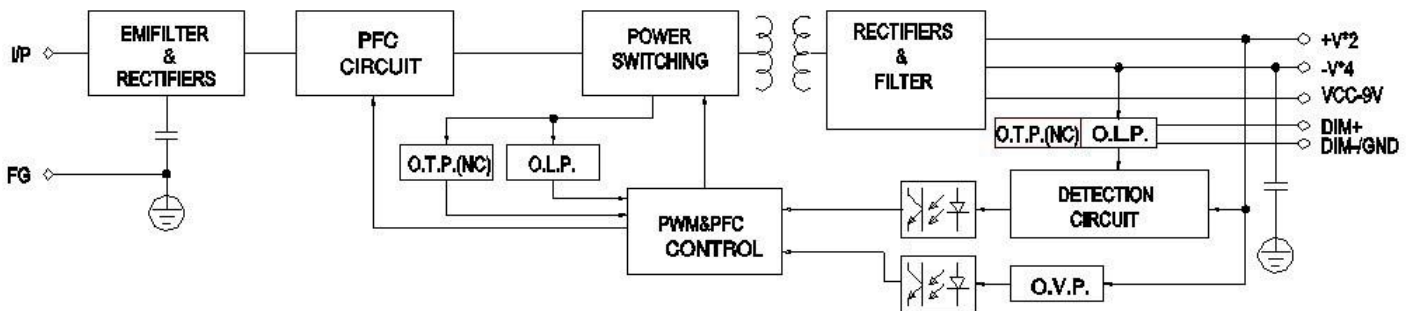 I/P
EMIFILTER
&
RECTIFIERS
PFC
CIRCUIT
POWER
SWITCHING
RECTIFIERS
&
FILTER
+V*2
-V*4
VCC-9V
DIM+
DIM-/GND
O.T.P.(NC)
O.L.P.
O.T.P.(NC)
O.L.P.
FG
PWM&PFC
CONTROL
DETECTION
CIRCUIT
O.V.P.